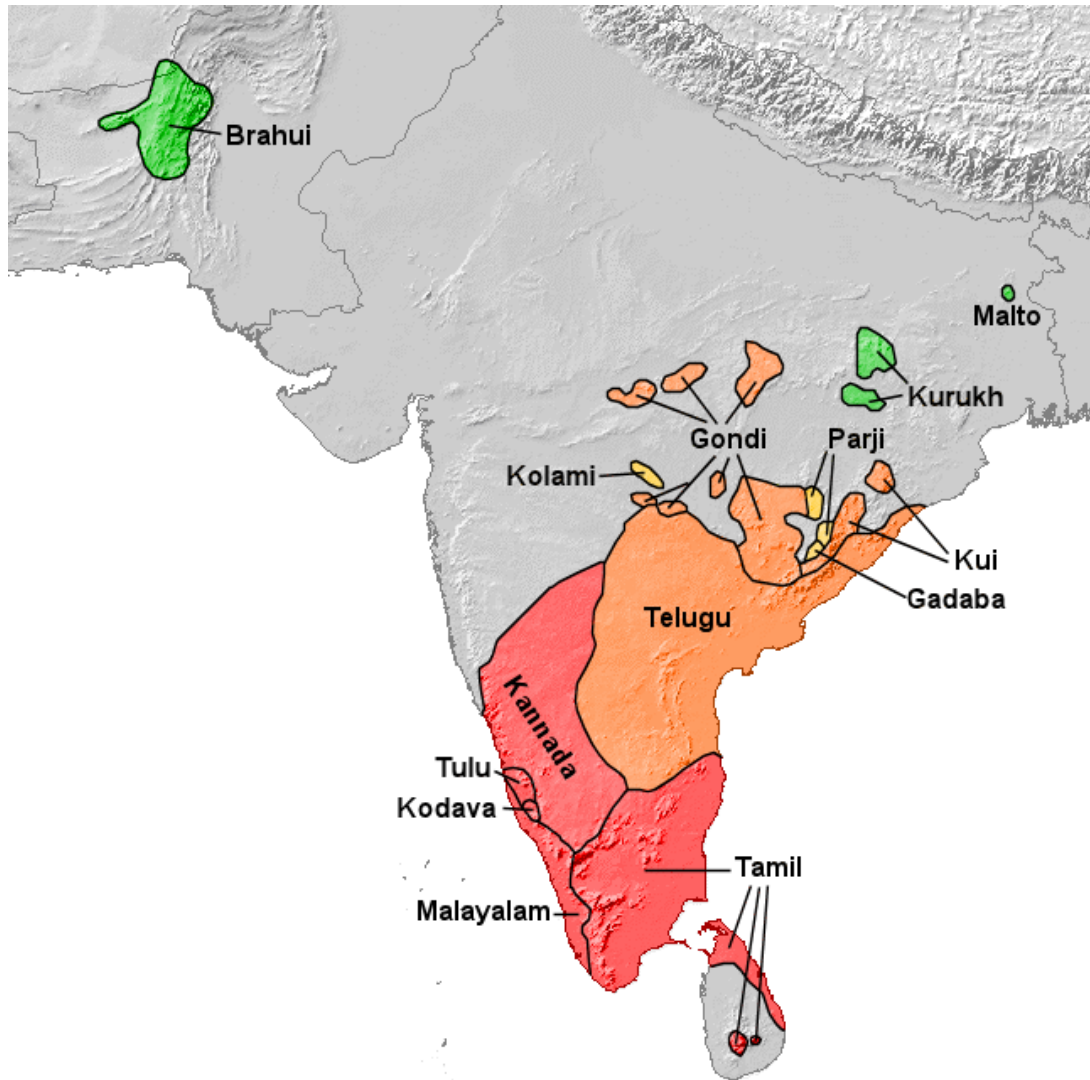 Brahui
Malto
Kurukh
Gondi
Parji
Kolami
Kui
Gadaba
Telugu
Kannada
Tulu
Kodava
Tamil
Malayalam